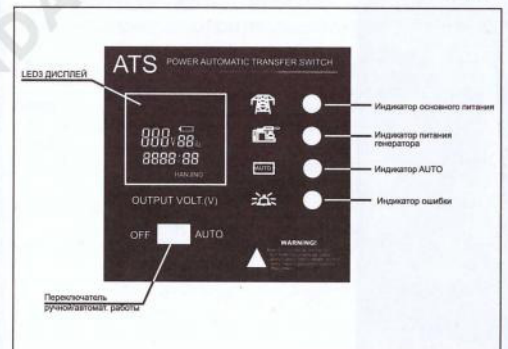 ATS POWER AUTOMATIC TRANSFER SWITCH
LED3 ДИСПЛЕЙ
Индикатор основного питания
Индикатор питания
генератора
AUTO
Индикатор AUTO
HANJING
Индикатор ошибки
OUTPUT VOLT.(V)
OFF AUTO
WARNING!
Переключатель
ручной/автомат. работы